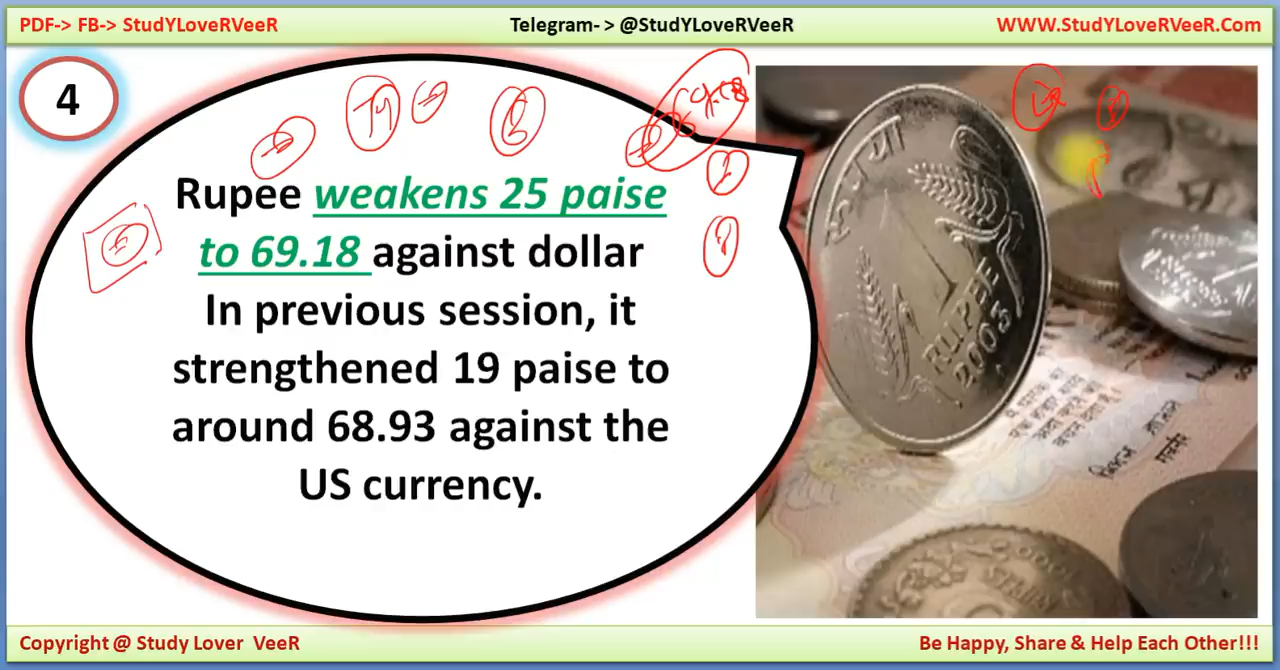 PDF-> FB-> StudYLoveRVeeR
Telegram- > @StudYLoveRVeeR
WWW.StudYLoveRVeeR.Com
4
Rupee weakens 25 paise
to 69.18 against dollar
In previous session, it
strengthened 19 paise to
around 68.93 against the
US currency.
RUPEE
2003
Copyright @ Study Lover VeeR
Be Happy, Share & Help Each Other!!!